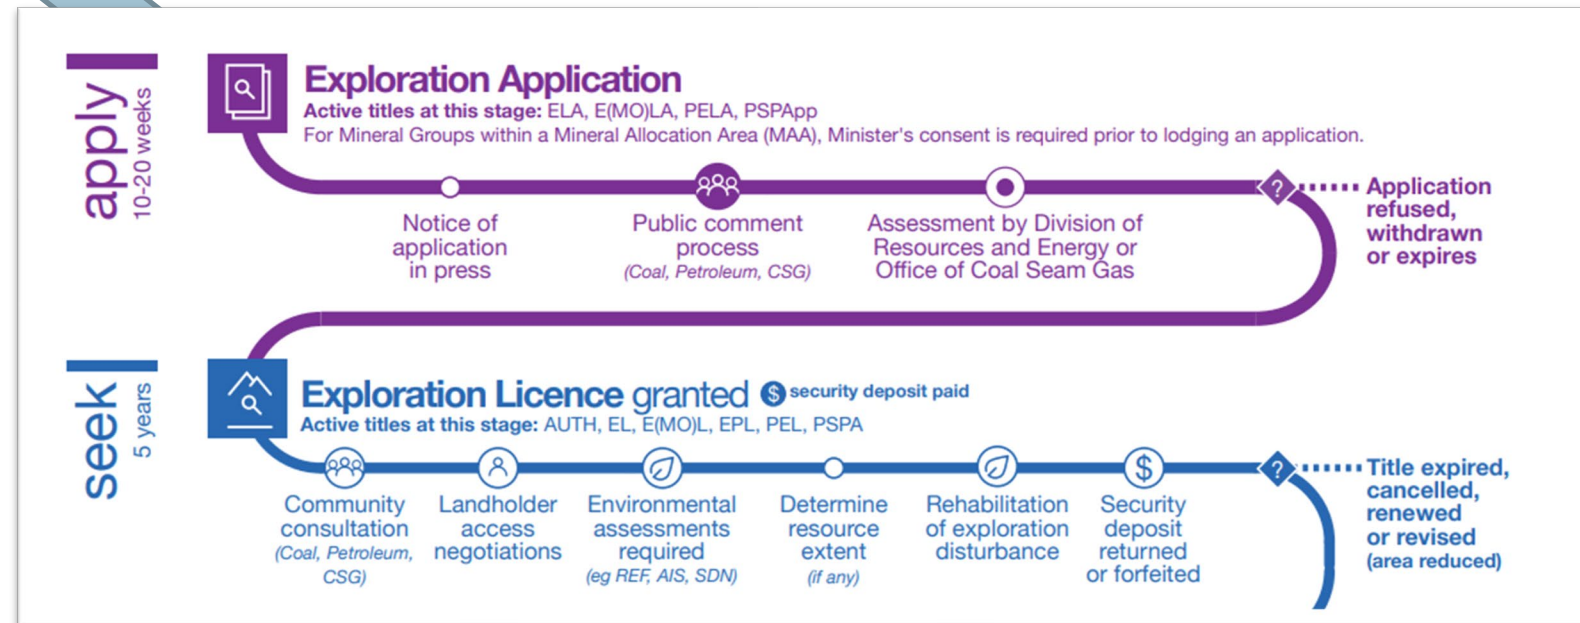 apply
10-20 weeks
Exploration Application
Active titles at this stage: ELA, E(MO)LA, PELA, PSPApp
For Mineral Groups within a Mineral Allocation Area (MAA), Minister's consent is required prior to lodging an application.
Notice of
application
in press
Public comment
process
(Coal, Petroleum, CSG)
Assessment by Division of
Resources and Energy or
Office of Coal Seam Gas
?
Application
refused,
withdrawn
or expires
seek
5 years
Exploration Licence granted $ security deposit paid
Active titles at this stage: AUTH, EL, E(MO)L, EPL, PEL, PSPA
Community
consultation
(Coal, Petroleum,
CSG)
Landholder
access
negotiations
Environmental
assessments
required
(eg REF, AIS, SDN)
Determine
resource
extent
(if any)
Rehabilitation
of exploration
disturbance
$
Security
deposit
returned
or forfeited
?
Title expired,
cancelled,
renewed
or revised
(area reduced)